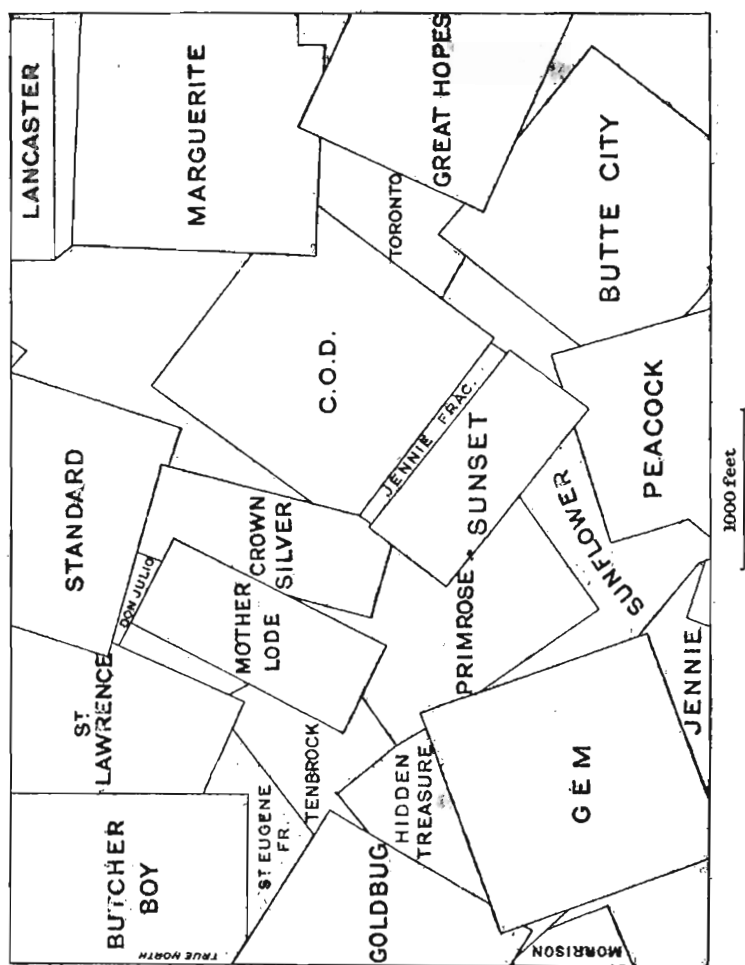 LANCASTER
MARGUERITE
GREAT HOPES
TORONTO
BUTTE CITY
C.O.D.
STANDARD
JENNIE FRAC.
PEACOCK
CROWN
SILVER
SUNSET
DON JULIO
MOTHER
LODE
PRIMROSE
SUNFLOWER
ST
LAWRENCE
JENNIE
TENBROCK
HIDDEN
TREASURE
ST EUGENE
FR.
GEM
BUTCHER
BOY
GOLDBUG
TRUE NORTH
MORRISON
1000 feet